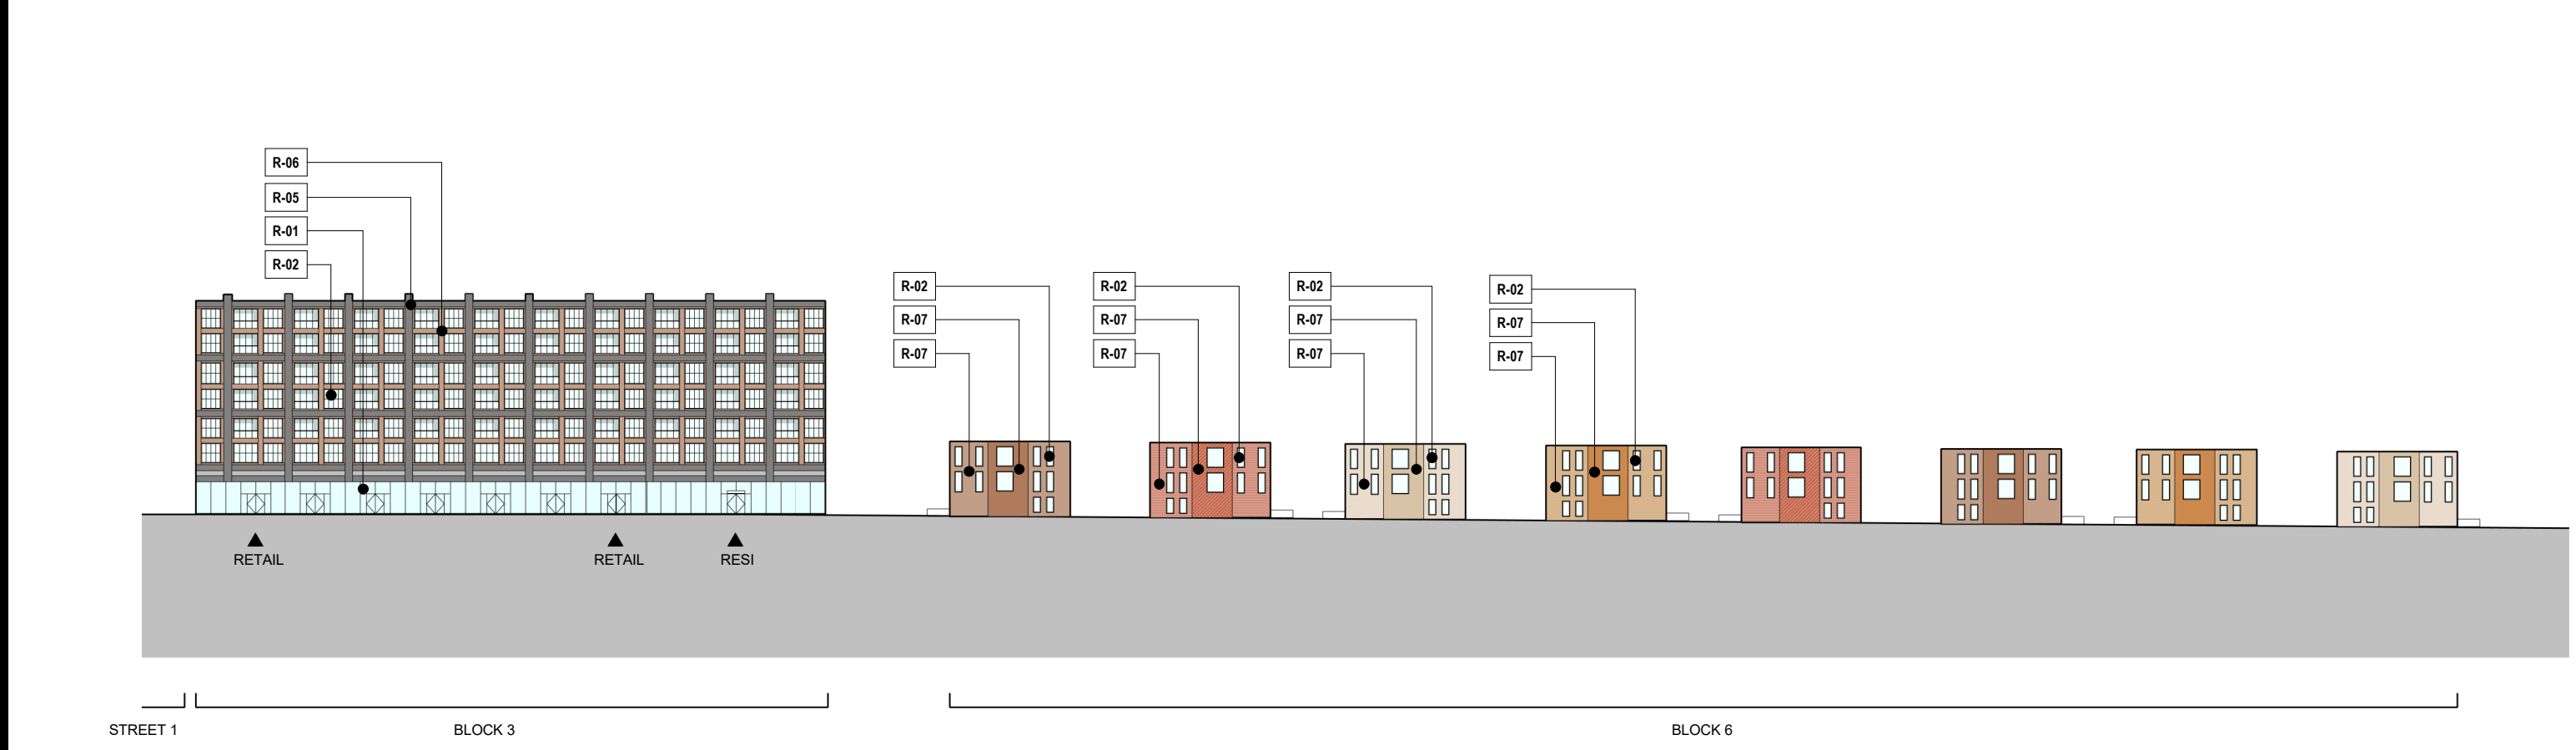 R-06
R-05
R-01
R-02
R-02
R-07
R-07
R-02
R-07
R-07
R-02
R-07
R-07
R-02
R-07
R-07
RETAIL
RETAIL
RESI
STREET 1
BLOCK 3
BLOCK 6